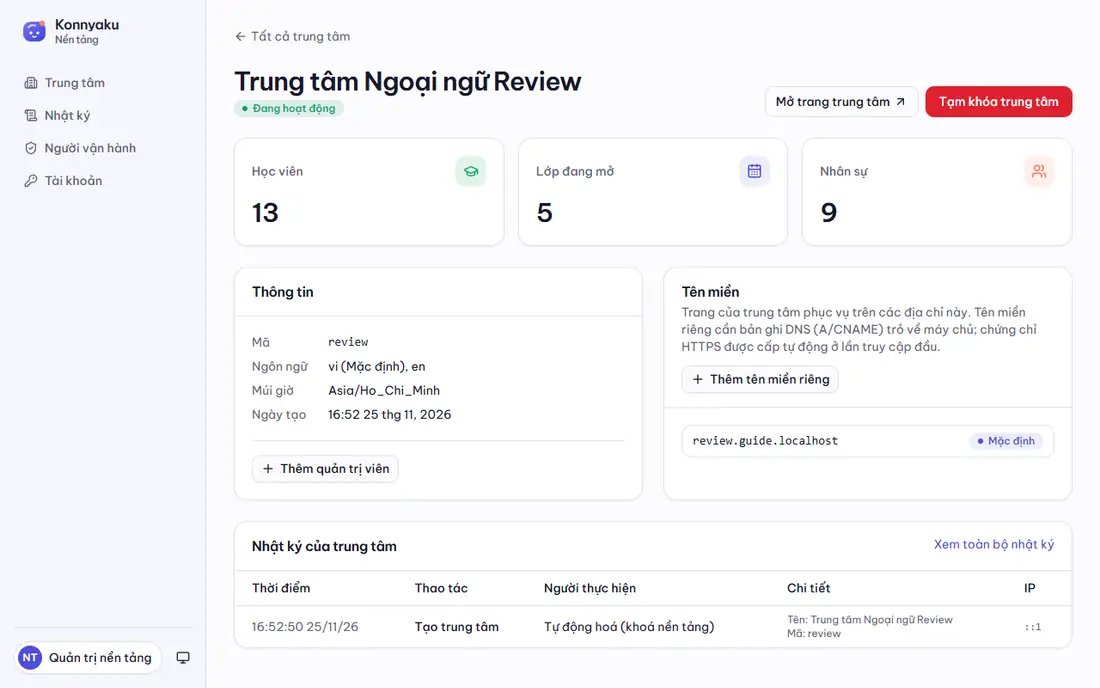 Konnyaku
Nền tảng
Trung tâm
Nhật ký
Người vận hành
Tài khoản
NT
Quản trị nền tảng
← Tất cả trung tâm
Trung tâm Ngoại ngữ Review
Đang hoạt động
Mở trang trung tâm ↗
Tạm khóa trung tâm
Học viên
13
Lớp đang mở
5
Nhân sự
9
Thông tin
Mã review
Ngôn ngữ vi (Mặc định), en
Múi giờ Asia/Ho_Chi_Minh
Ngày tạo 16:52 25 thg 11, 2026
+ Thêm quản trị viên
Tên miền
Trang của trung tâm phục vụ trên các địa chỉ này. Tên miền
riêng cần bản ghi DNS (A/CNAME) trỏ về máy chủ; chứng chỉ
HTTPS được cấp tự động ở lần truy cập đầu.
+ Thêm tên miền riêng
review.guide.localhost Mặc định
Nhật ký của trung tâm
Xem toàn bộ nhật ký
Thời điểm Thao tác Người thực hiện Chi tiết IP
16:52:50 25/11/26 Tạo trung tâm Tự động hoá (khoá nền tảng) Tên: Trung tâm Ngoại ngữ Review ::1
Mã: review